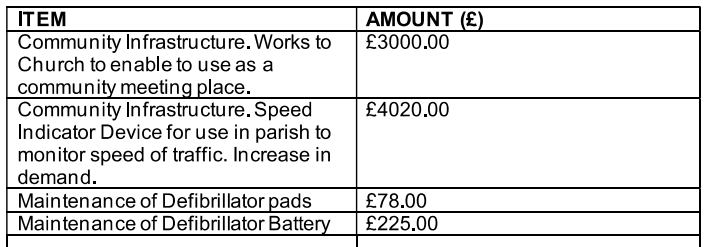 ITEM AMOUNT (£)
Community Infrastructure. Works to £3000.00
Church to enable to use as a
community meeting place.
Community Infrastructure. Speed £4020.00
Indicator Device for use in parish to
monitor speed of traffic. Increase in
demand.
Maintenance of Defibrillator pads £78.00
Maintenance of Defibrillator Battery £225.00